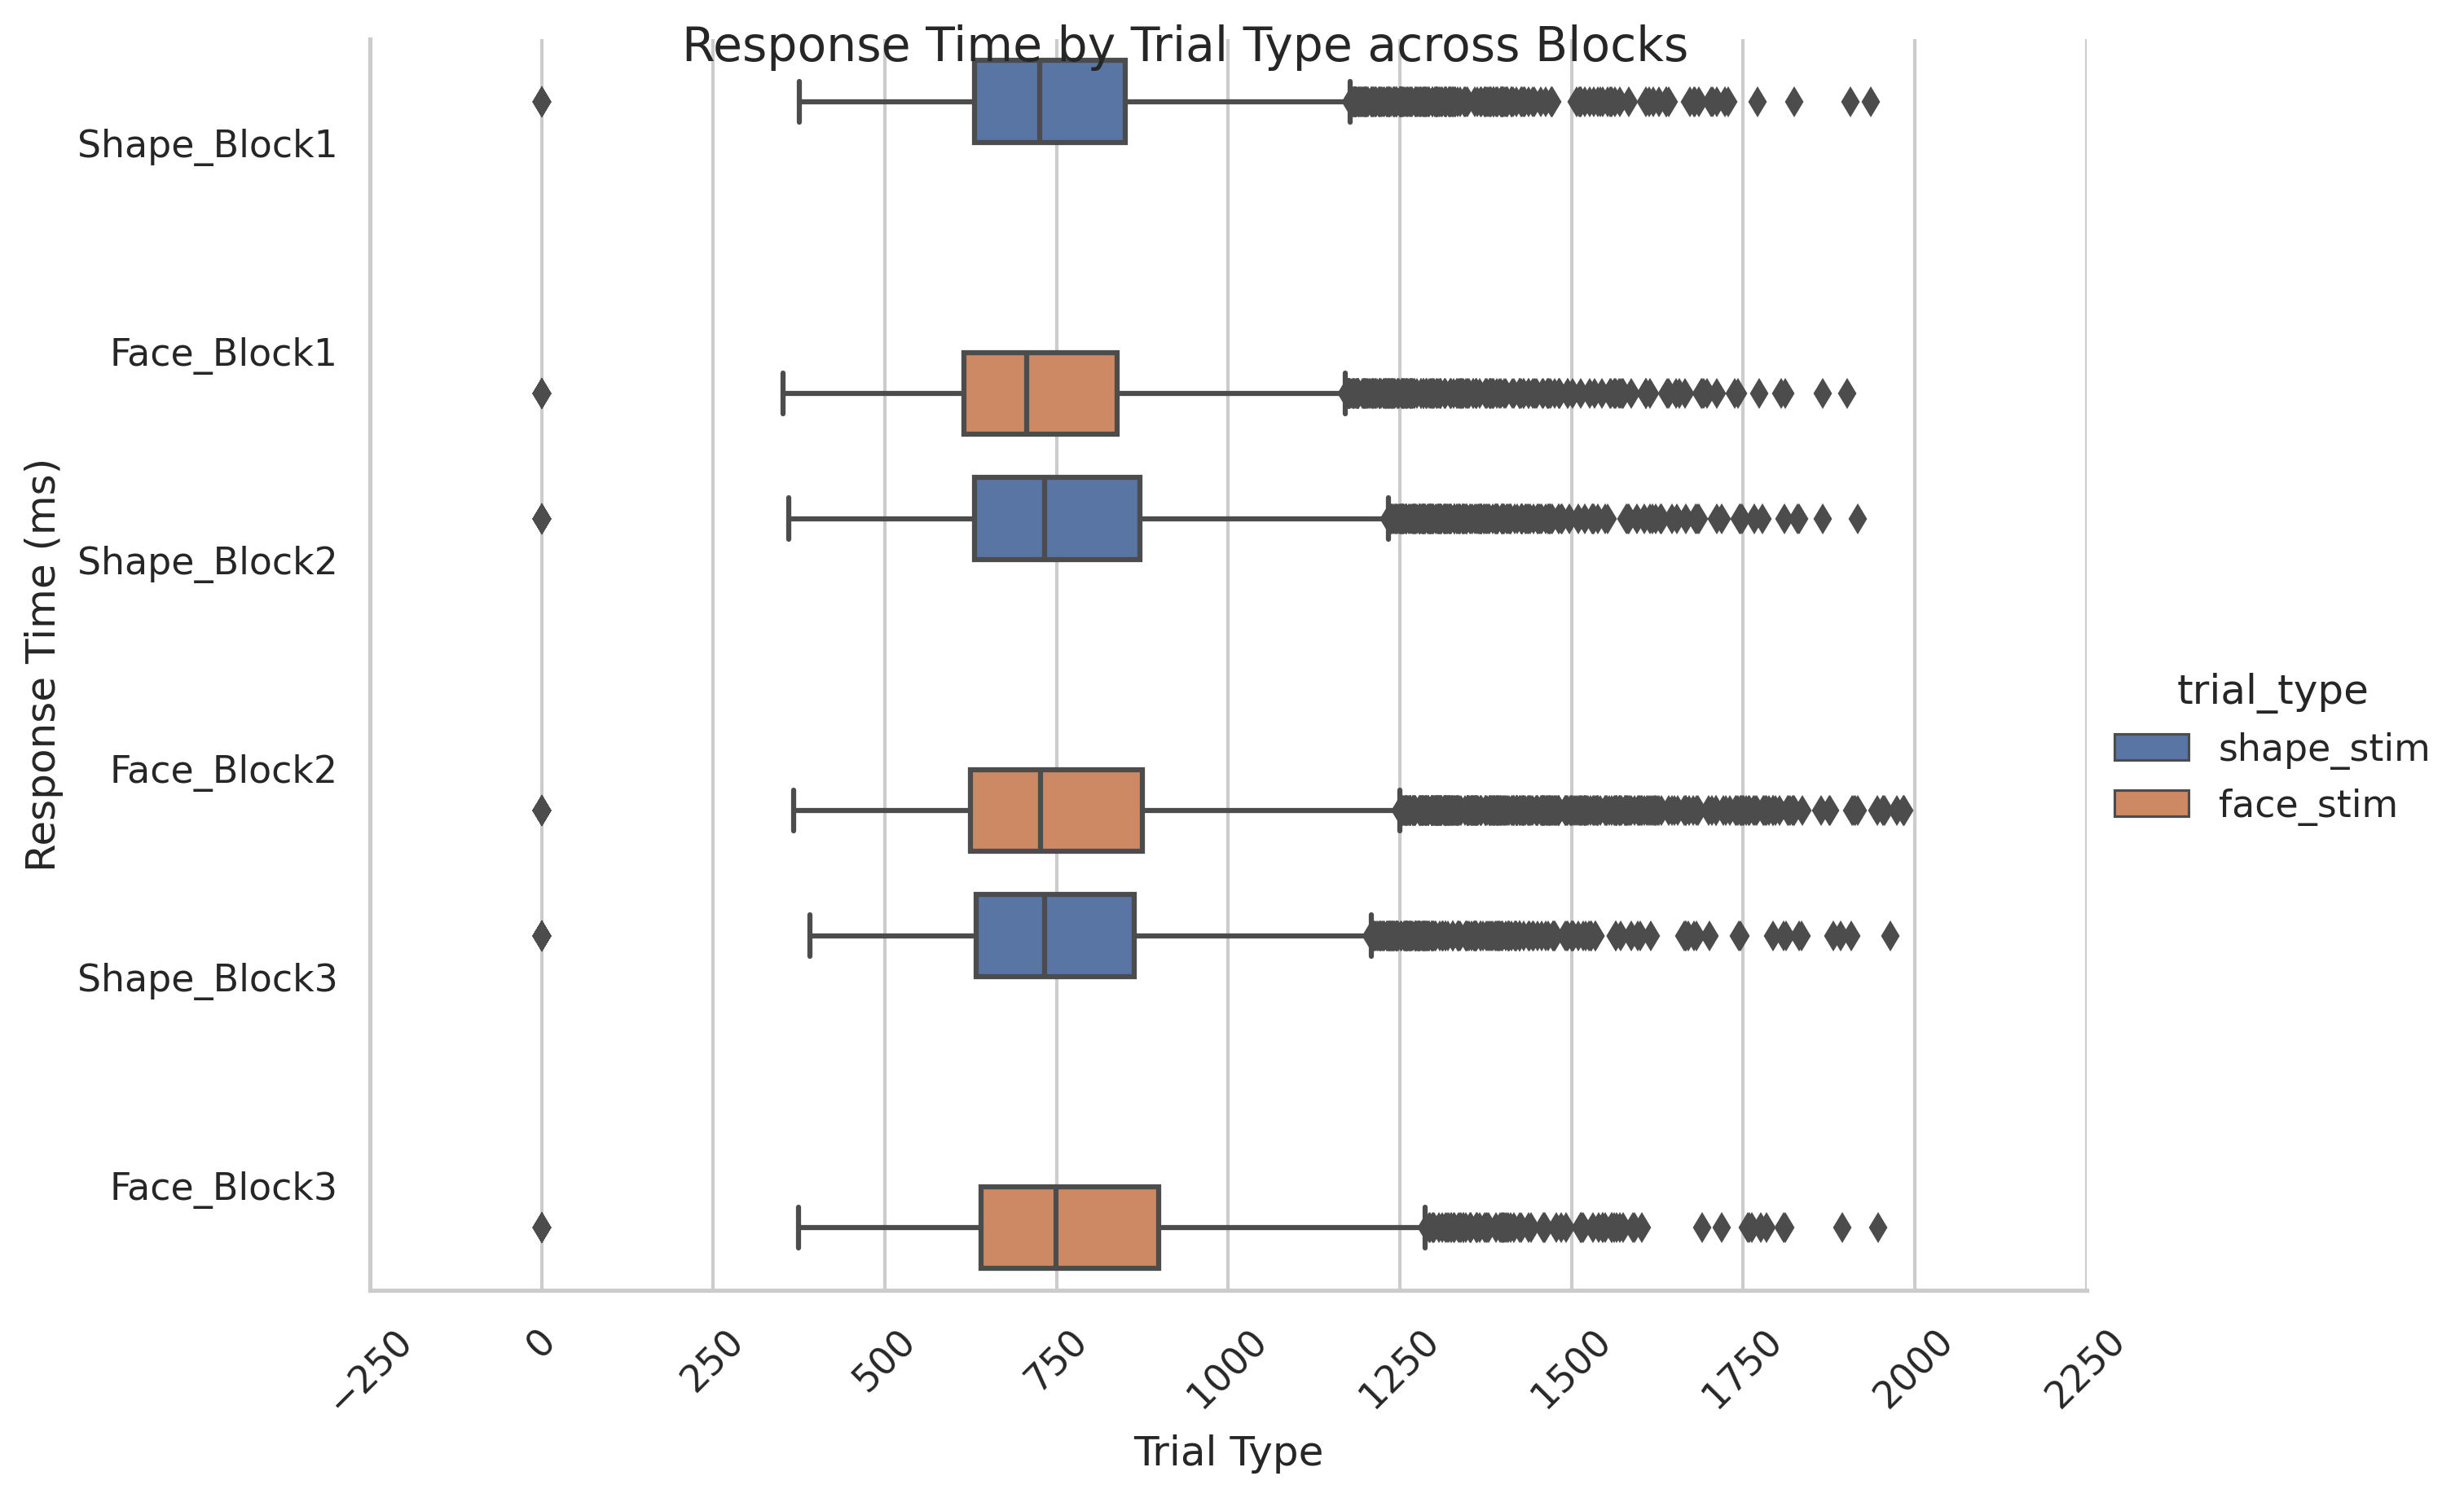 Response Time by Trial Type across Blocks
Response Time (ms)
Shape_Block1
Face_Block1
Shape_Block2
Face_Block2
Shape_Block3
Face_Block3
−250
0
250
500
750
1000
1250
1500
1750
2000
2250
Trial Type
trial_type
shape_stim
face_stim